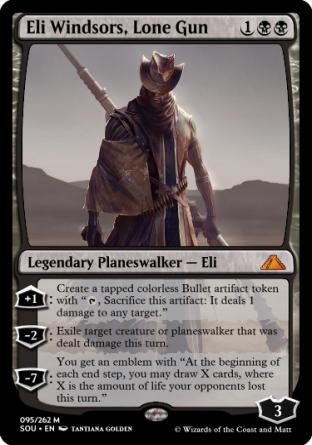 Eli Windsors, Lone Gun 1
Legendary Planeswalker — Eli
+1: Create a tapped colorless Bullet artifact token
with “, Sacrifice this artifact: It deals 1
damage to any target.”
-2: Exile target creature or planeswalker that was
dealt damage this turn.
You get an emblem with “At the beginning of
each end step, you may draw X cards, where
-7: X is the amount of life your opponents lost
this turn.”
3
095/262 M
SOU • EN TANTIANA GOLDEN © Wizards of the Coast and Matt